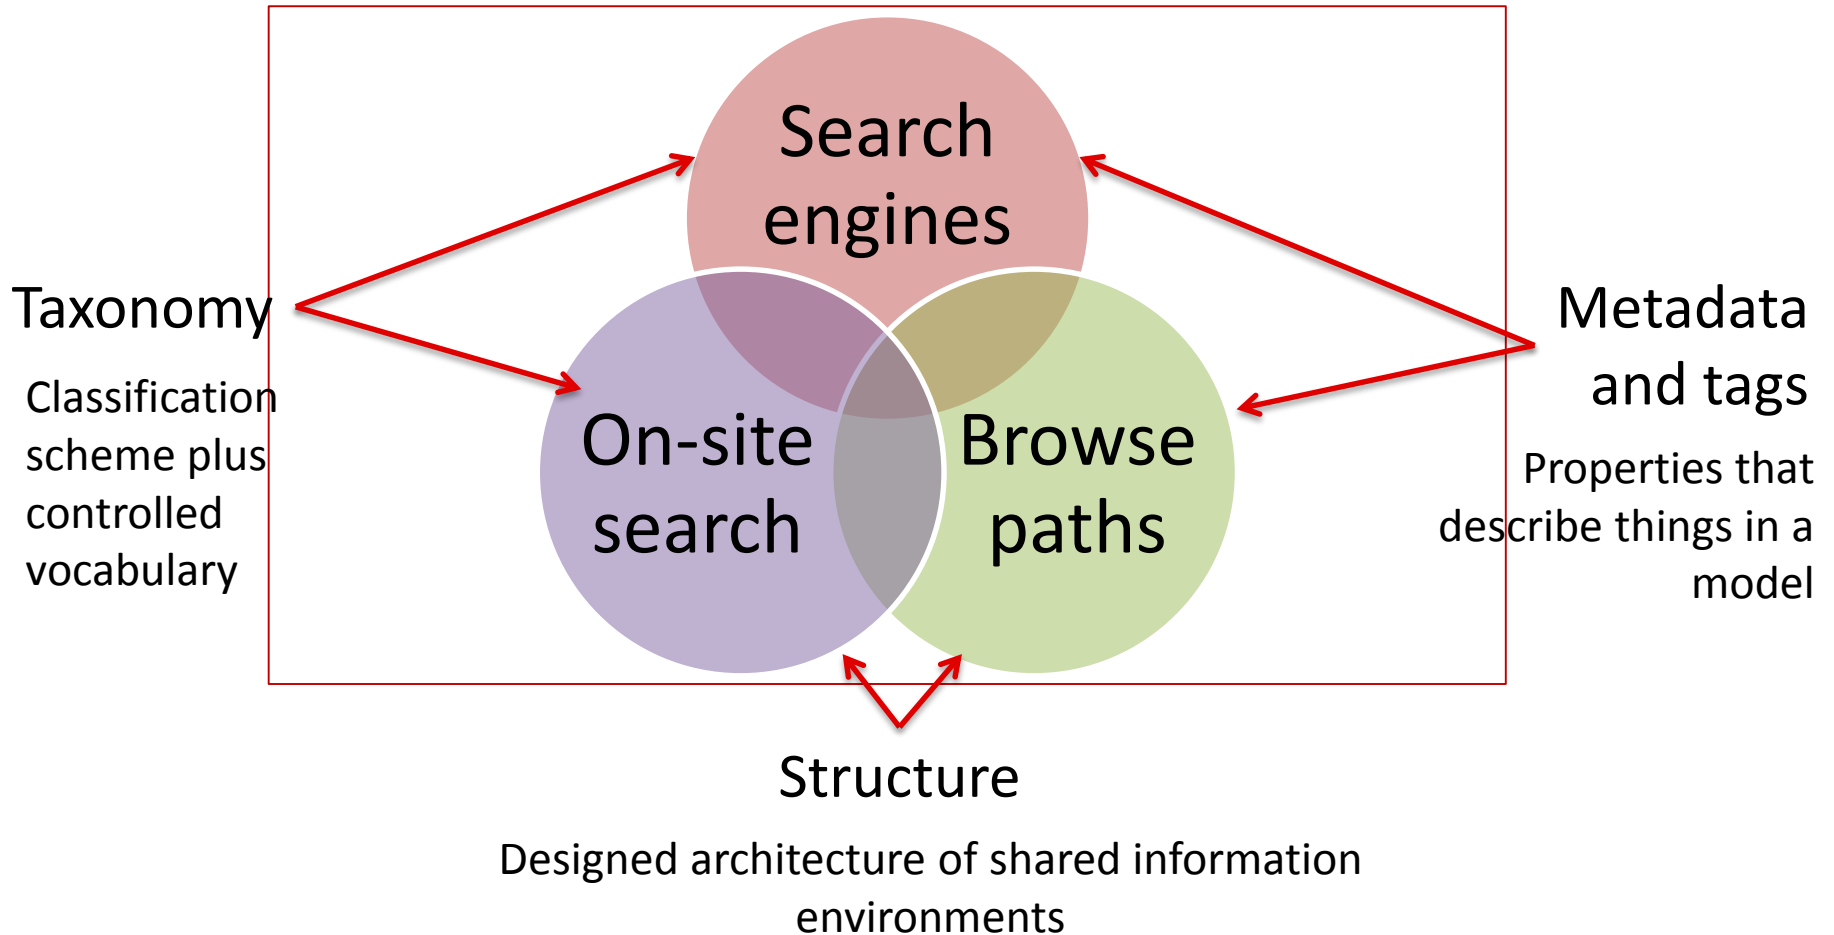 Search
engines
Taxonomy
Classification
scheme plus
controlled
vocabulary
On-site
search
Browse
paths
Metadata
and tags
Properties that
describe things in a
model
Structure
Designed architecture of shared information
environments